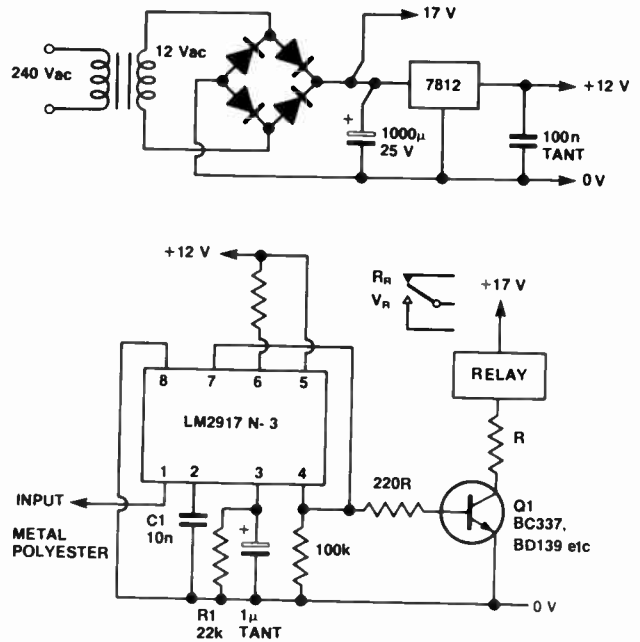 17 V
12 Vac
240 Vac
7812
+12 V
+
1000µ
25 V
100n
TANT
0 V
+12 V
RR
VR
+17 V
8 7 6 5
RELAY
LM2917 N-3
R
1 2 3 4
220R
INPUT
C1
10n
+
Q1
BC337,
BD139 etc
METAL
POLYESTER
100k
0 V
R1
22k
1µ
TANT